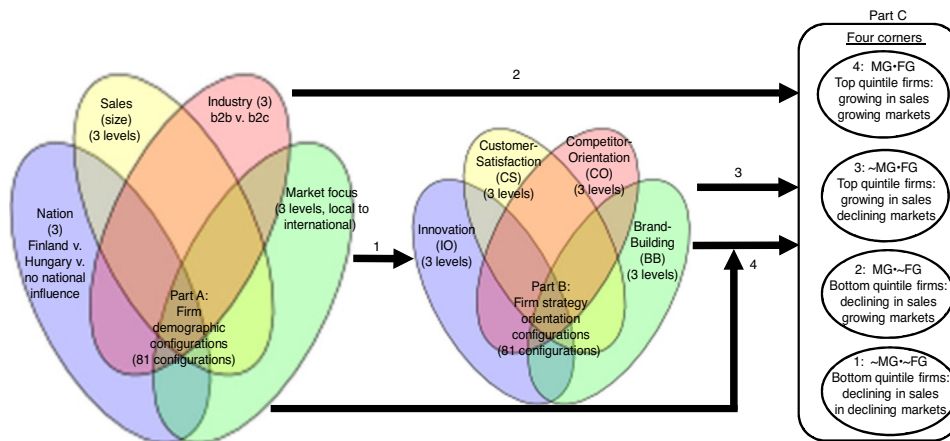 Part C
Four corners
4: MG•FG
Top quintile firms:
growing in sales
growing markets
3: ~MG•FG
Top quintile firms:
growing in sales
declining markets
2: MG•~FG
Bottom quintile firms:
declining in sales
growing markets
1: ~MG•~FG
Bottom quintile firms:
declining in sales
in declining markets
2
Sales
(size)
(3 levels)
Industry (3)
b2b v. b2c
Nation
(3)
Finland v.
Hungary v.
no national
influence
Market focus
(3 levels, local to
international)
Part A:
Firm
demographic
configurations
(81 configurations)
1
Customer-
Satisfaction
(CS)
(3 levels)
Competitor-
Orientation
(CO)
(3 levels)
Innovation
(IO)
(3 levels)
Brand-
Building
(BB)
(3 levels)
Part B:
Firm strategy
orientation
configurations
(81 configurations)
3
4